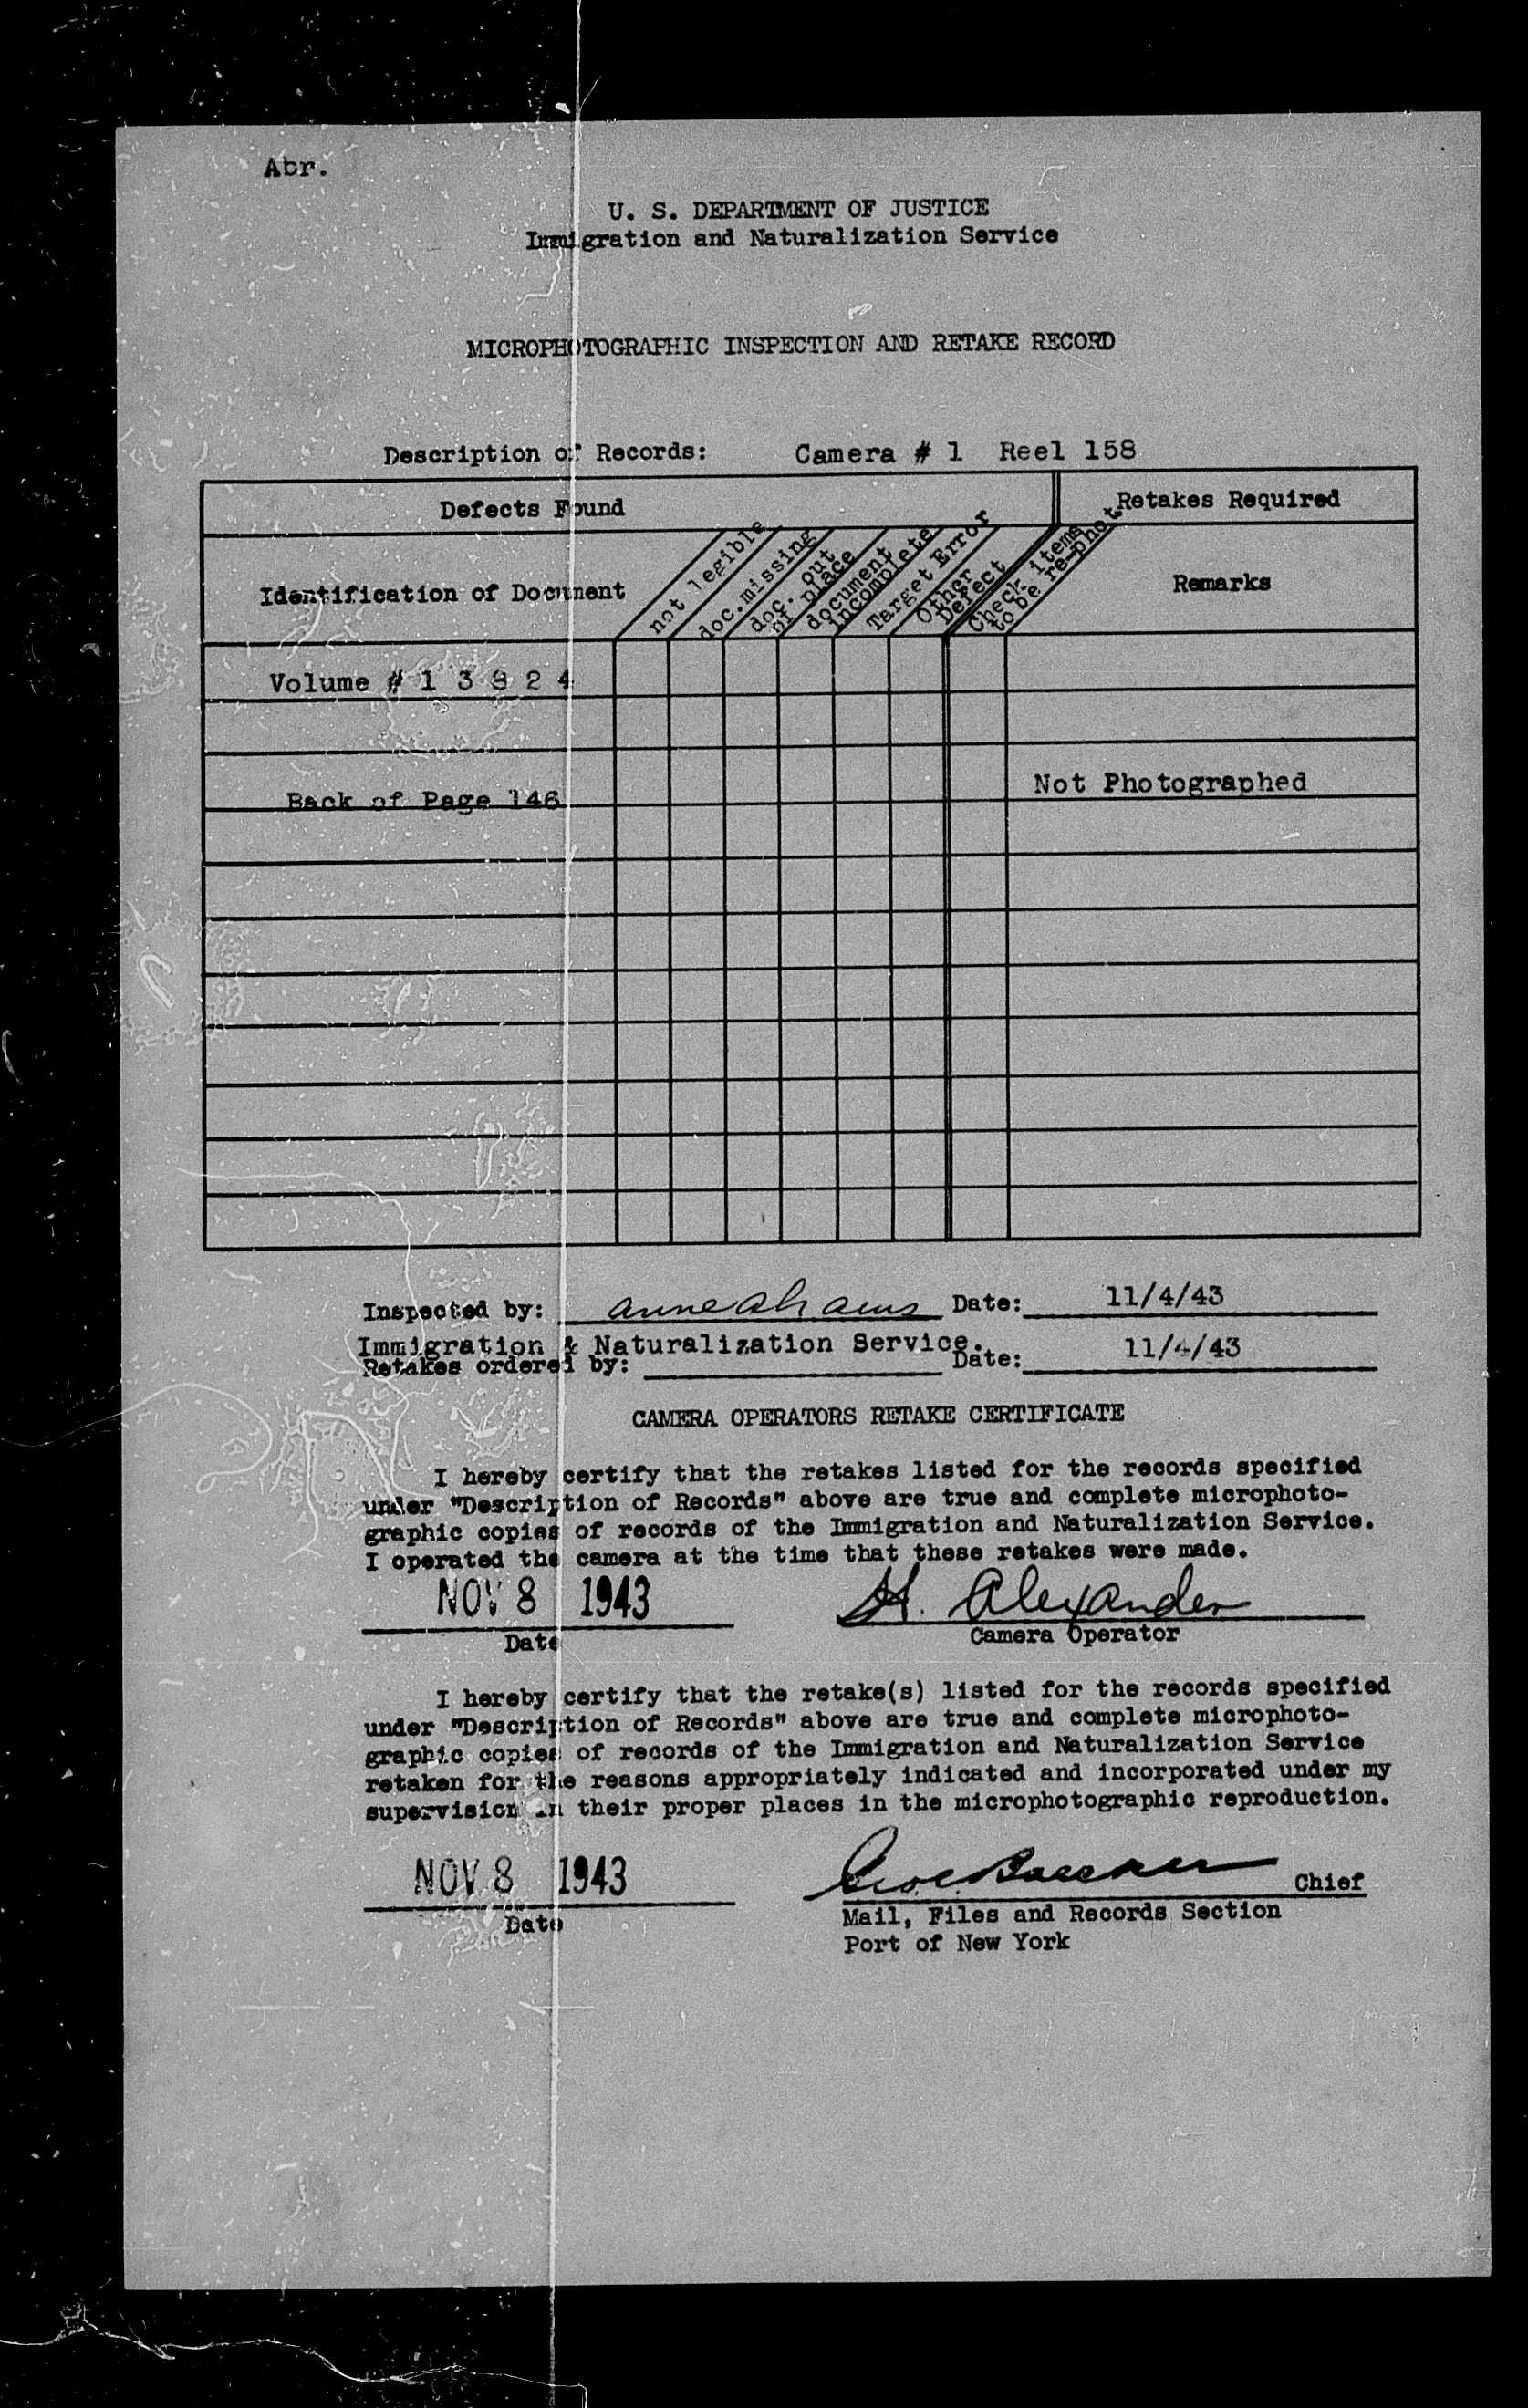 Abr.
U. S. DEPARTMENT OF JUSTICE
Immigration and Naturalization Service
MICROPHOTOGRAPHIC INSPECTION AND RETAKE RECORD
Description of Records: Camera # 1 Reel 158
Defects Found
Retakes Required
Identification of Document
not legible
doc.missing
doc. out
of place
document
incomplete
Target Error
Other
Defect
Check items
to be re-phot.
Remarks
Volume # 1 3 8 2 4
Back of Page 146
Not Photographed
Inspected by: Anne Abrams Date: 11/4/43
Immigration & Naturalization Service.
Retakes ordered by: Date: 11/4/43
CAMERA OPERATORS RETAKE CERTIFICATE
I hereby certify that the retakes listed for the records specified
under "Description of Records" above are true and complete microphoto-
graphic copies of records of the Immigration and Naturalization Service.
I operated the camera at the time that these retakes were made.
NOV 8 1943 H. Alexander
Date Camera Operator
I hereby certify that the retake(s) listed for the records specified
under "Description of Records" above are true and complete microphoto-
graphic copies of records of the Immigration and Naturalization Service
retaken for the reasons appropriately indicated and incorporated under my
supervision in their proper places in the microphotographic reproduction.
NOV 8 1943 Chief
Date Mail, Files and Records Section
Port of New York